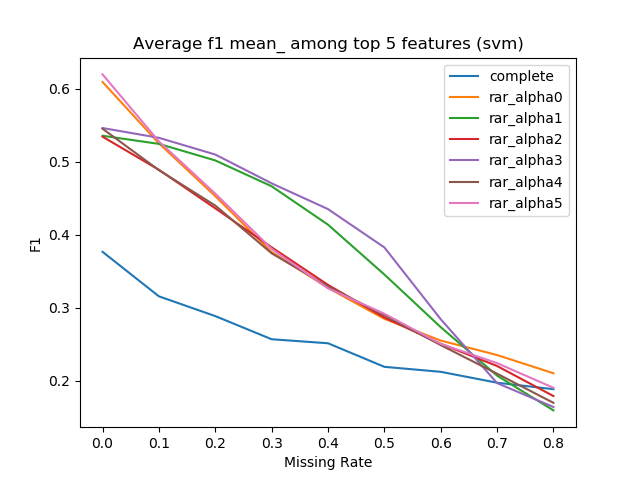 Average f1 mean_ among top 5 features (svm)
complete
rar_alpha0
rar_alpha1
rar_alpha2
rar_alpha3
rar_alpha4
rar_alpha5
F1
0.6
0.5
0.4
0.3
0.2
0.0 0.1 0.2 0.3 0.4 0.5 0.6 0.7 0.8
Missing Rate